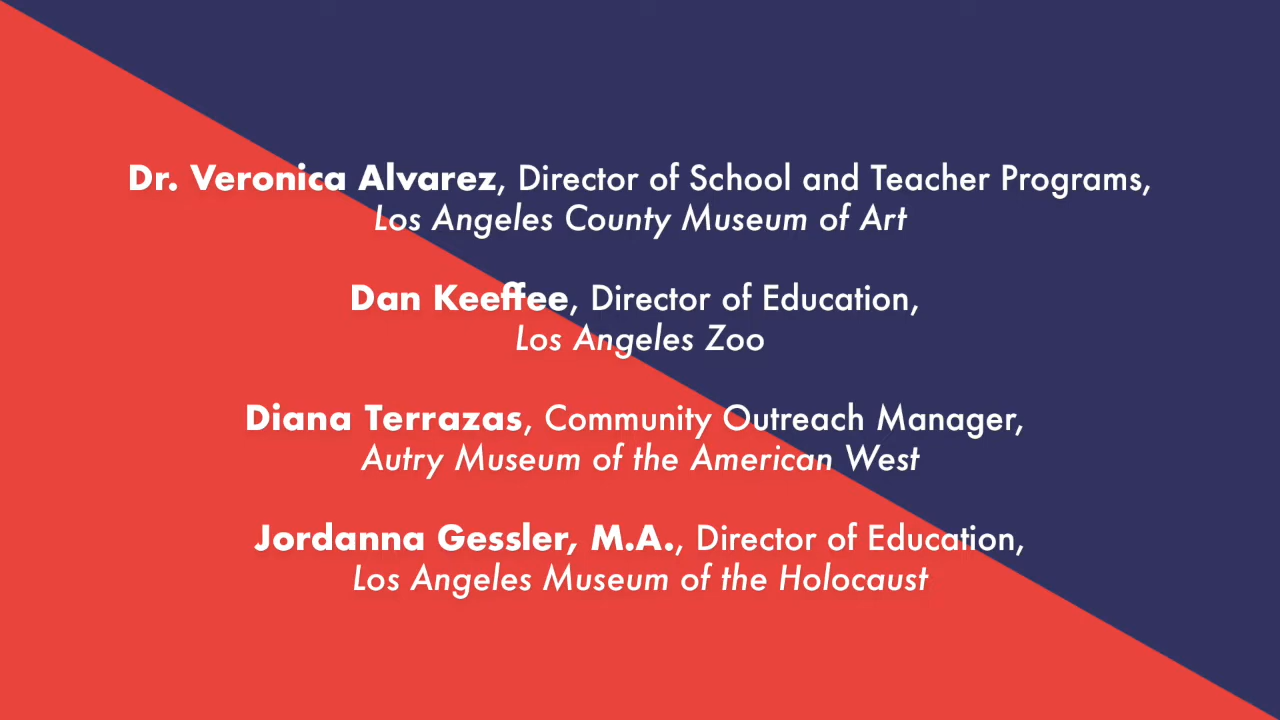 Dr. Veronica Alvarez, Director of School and Teacher Programs,
Los Angeles County Museum of Art
Dan Keeffee, Director of Education,
Los Angeles Zoo
Diana Terrazas, Community Outreach Manager,
Autry Museum of the American West
Jordanna Gessler, M.A., Director of Education,
Los Angeles Museum of the Holocaust